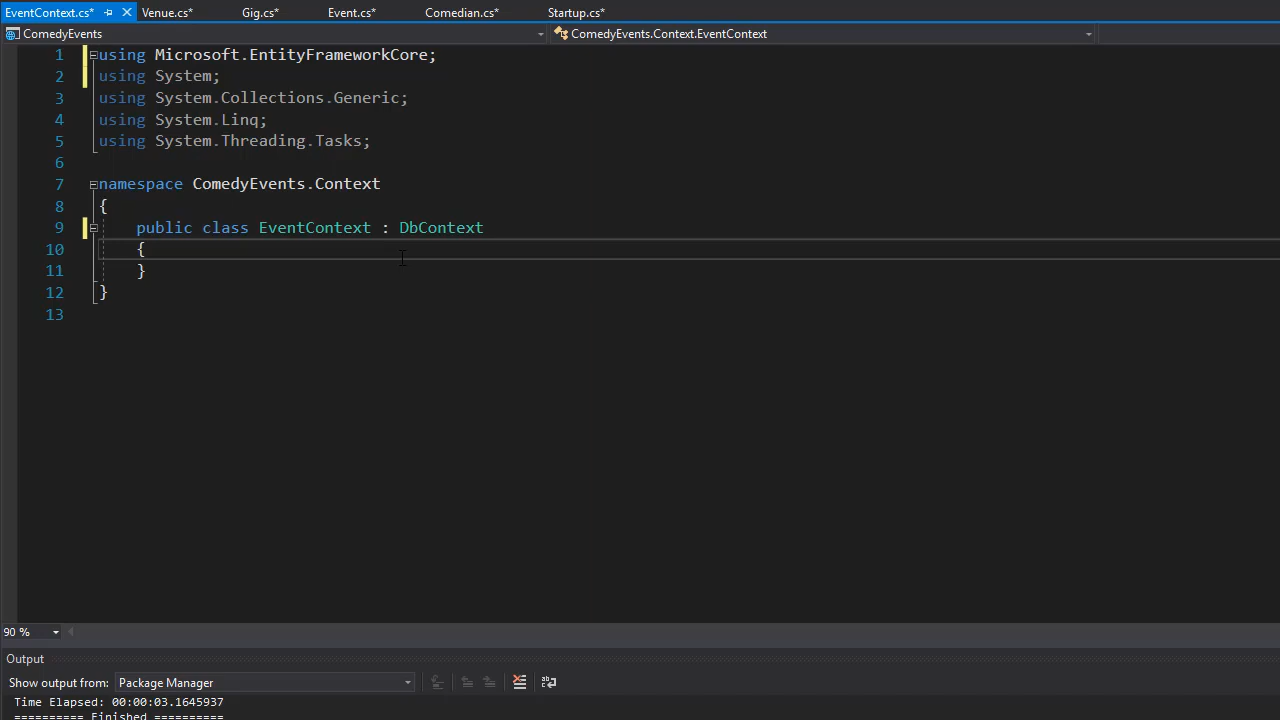 EventContext.cs* Venue.cs* Gig.cs* Event.cs* Comedian.cs* Startup.cs*
ComedyEvents ComedyEvents.Context.EventContext
1 using Microsoft.EntityFrameworkCore;
2 using System;
3 using System.Collections.Generic;
4 using System.Linq;
5 using System.Threading.Tasks;
6
7 namespace ComedyEvents.Context
8 {
9 public class EventContext : DbContext
10 {
11 }
12 }
13
90 %
Output
Show output from: Package Manager
Time Elapsed: 00:00:03.1645937
========== Finished ==========